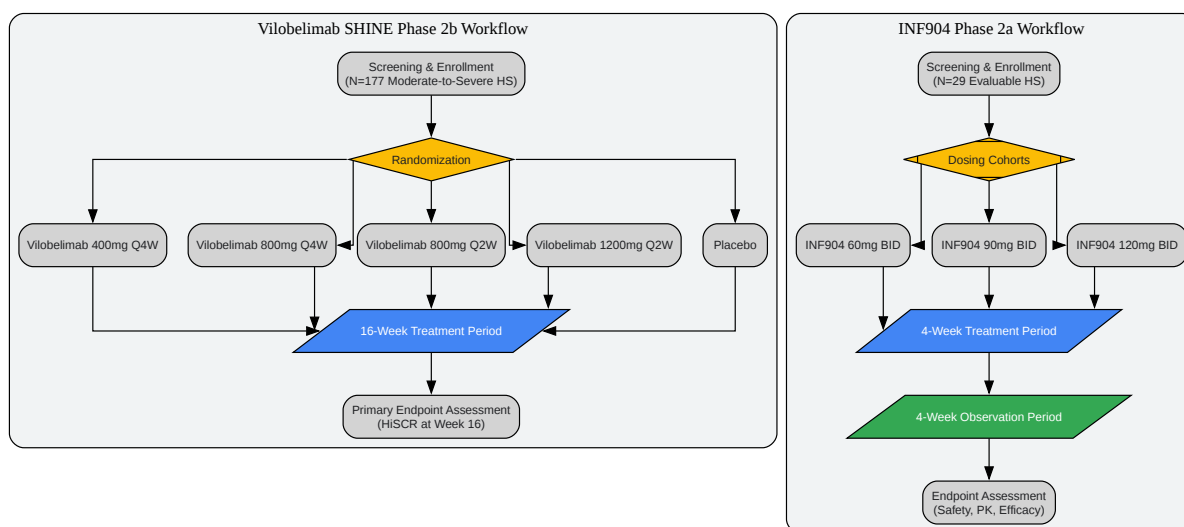 Vilobelimab SHINE Phase 2b Workflow
Screening & Enrollment
(N=177 Moderate-to-Severe HS)
Randomization
Vilobelimab 400mg Q4W
Vilobelimab 800mg Q4W
Vilobelimab 800mg Q2W
Vilobelimab 1200mg Q2W
Placebo
16-Week Treatment Period
Primary Endpoint Assessment
(HiSCR at Week 16)
INF904 Phase 2a Workflow
Screening & Enrollment
(N=29 Evaluable HS)
Dosing Cohorts
INF904 60mg BID
INF904 90mg BID
INF904 120mg BID
4-Week Treatment Period
4-Week Observation Period
Endpoint Assessment
(Safety, PK, Efficacy)